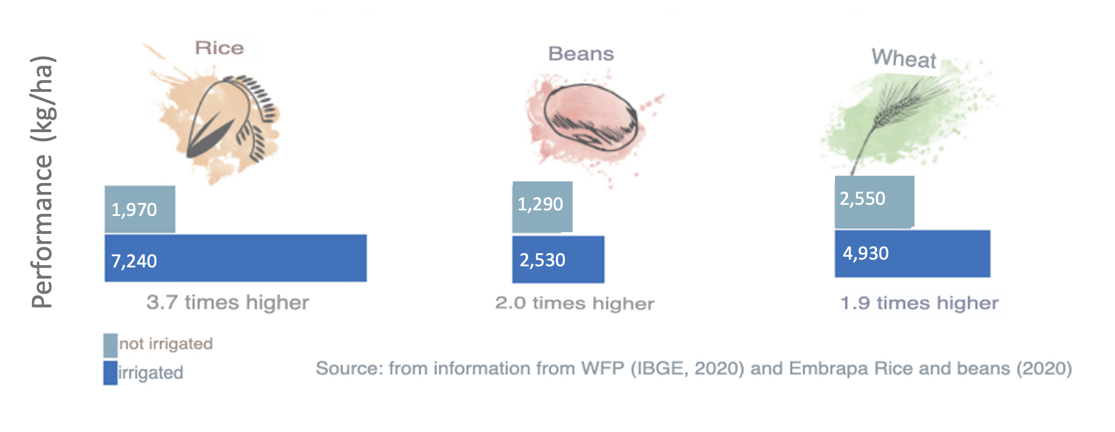 Performance (kg/ha)
Rice
Beans
Wheat
1,970
7,240
3.7 times higher
1,290
2,530
2.0 times higher
2,550
4,930
1.9 times higher
not irrigated
irrigated
Source: from information from WFP (IBGE, 2020) and Embrapa Rice and beans (2020)